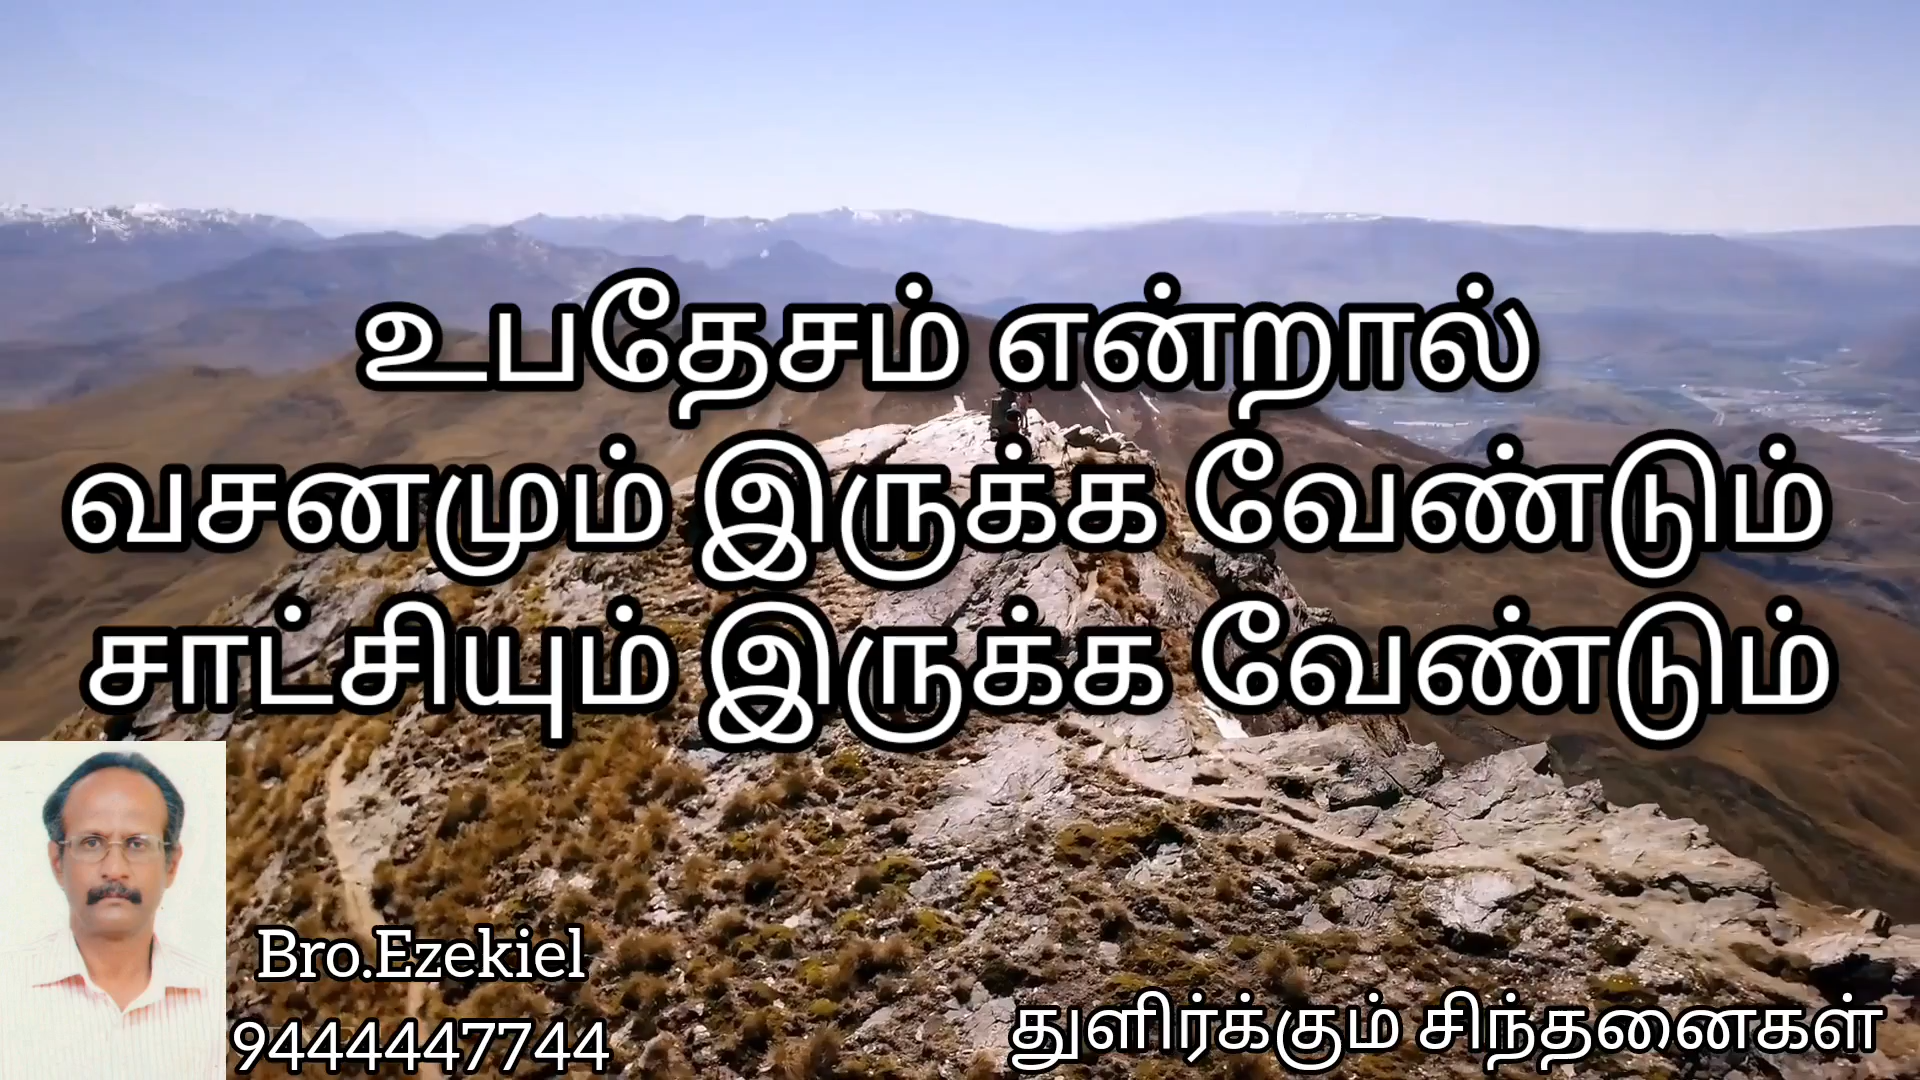 உபதேசம் என்றால்
வசனமும் இருக்க வேண்டும்
சாட்சியும் இருக்க வேண்டும்
Bro.Ezekiel
9444447744
துளிர்க்கும் சிந்தனைகள்